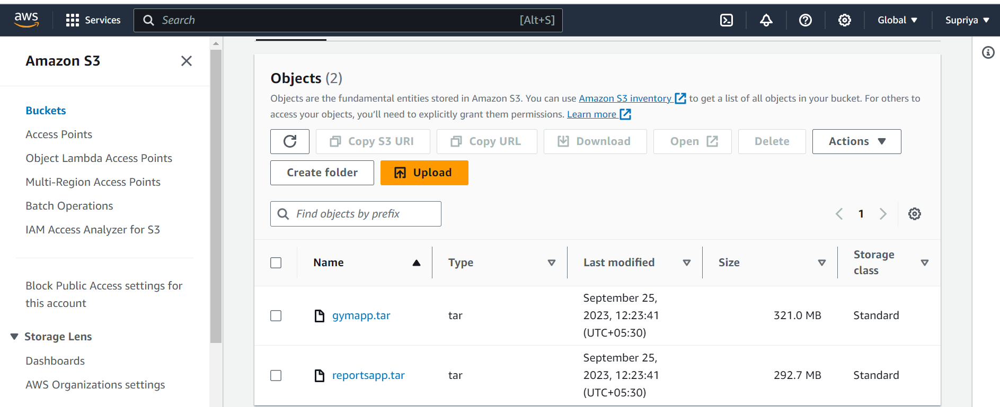 aws Services Search [Alt+S] Global Supriya
Amazon S3
Buckets
Access Points
Object Lambda Access Points
Multi-Region Access Points
Batch Operations
IAM Access Analyzer for S3
Block Public Access settings for
this account
Storage Lens
Dashboards
AWS Organizations settings
Objects (2)
Objects are the fundamental entities stored in Amazon S3. You can use Amazon S3 inventory to get a list of all objects in your bucket. For others to
access your objects, you’ll need to explicitly grant them permissions. Learn more
Copy S3 URI Copy URL Download Open Delete Actions
Create folder Upload
Find objects by prefix 1
Name Type Last modified Size Storage
class
gymapp.tar tar September 25,
2023, 12:23:41
(UTC+05:30) 321.0 MB Standard
reportsapp.tar tar September 25,
2023, 12:23:41
(UTC+05:30) 292.7 MB Standard